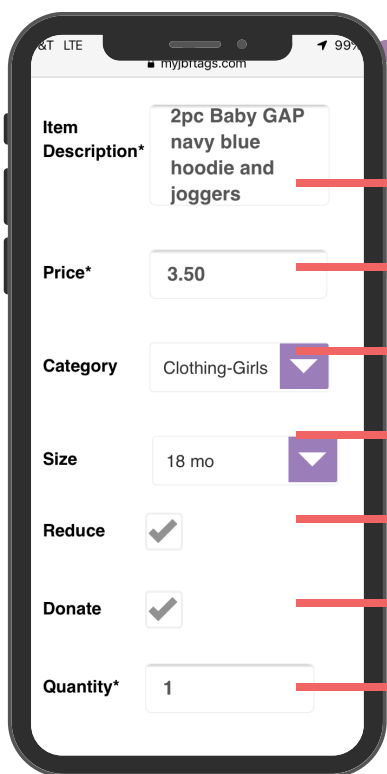 &T LTE 99%
myjbftags.com
Item
Description*
2pc Baby GAP
navy blue
hoodie and
joggers
Price*
3.50
Category
Clothing-Girls
Size
18 mo
Reduce
Donate
Quantity*
1